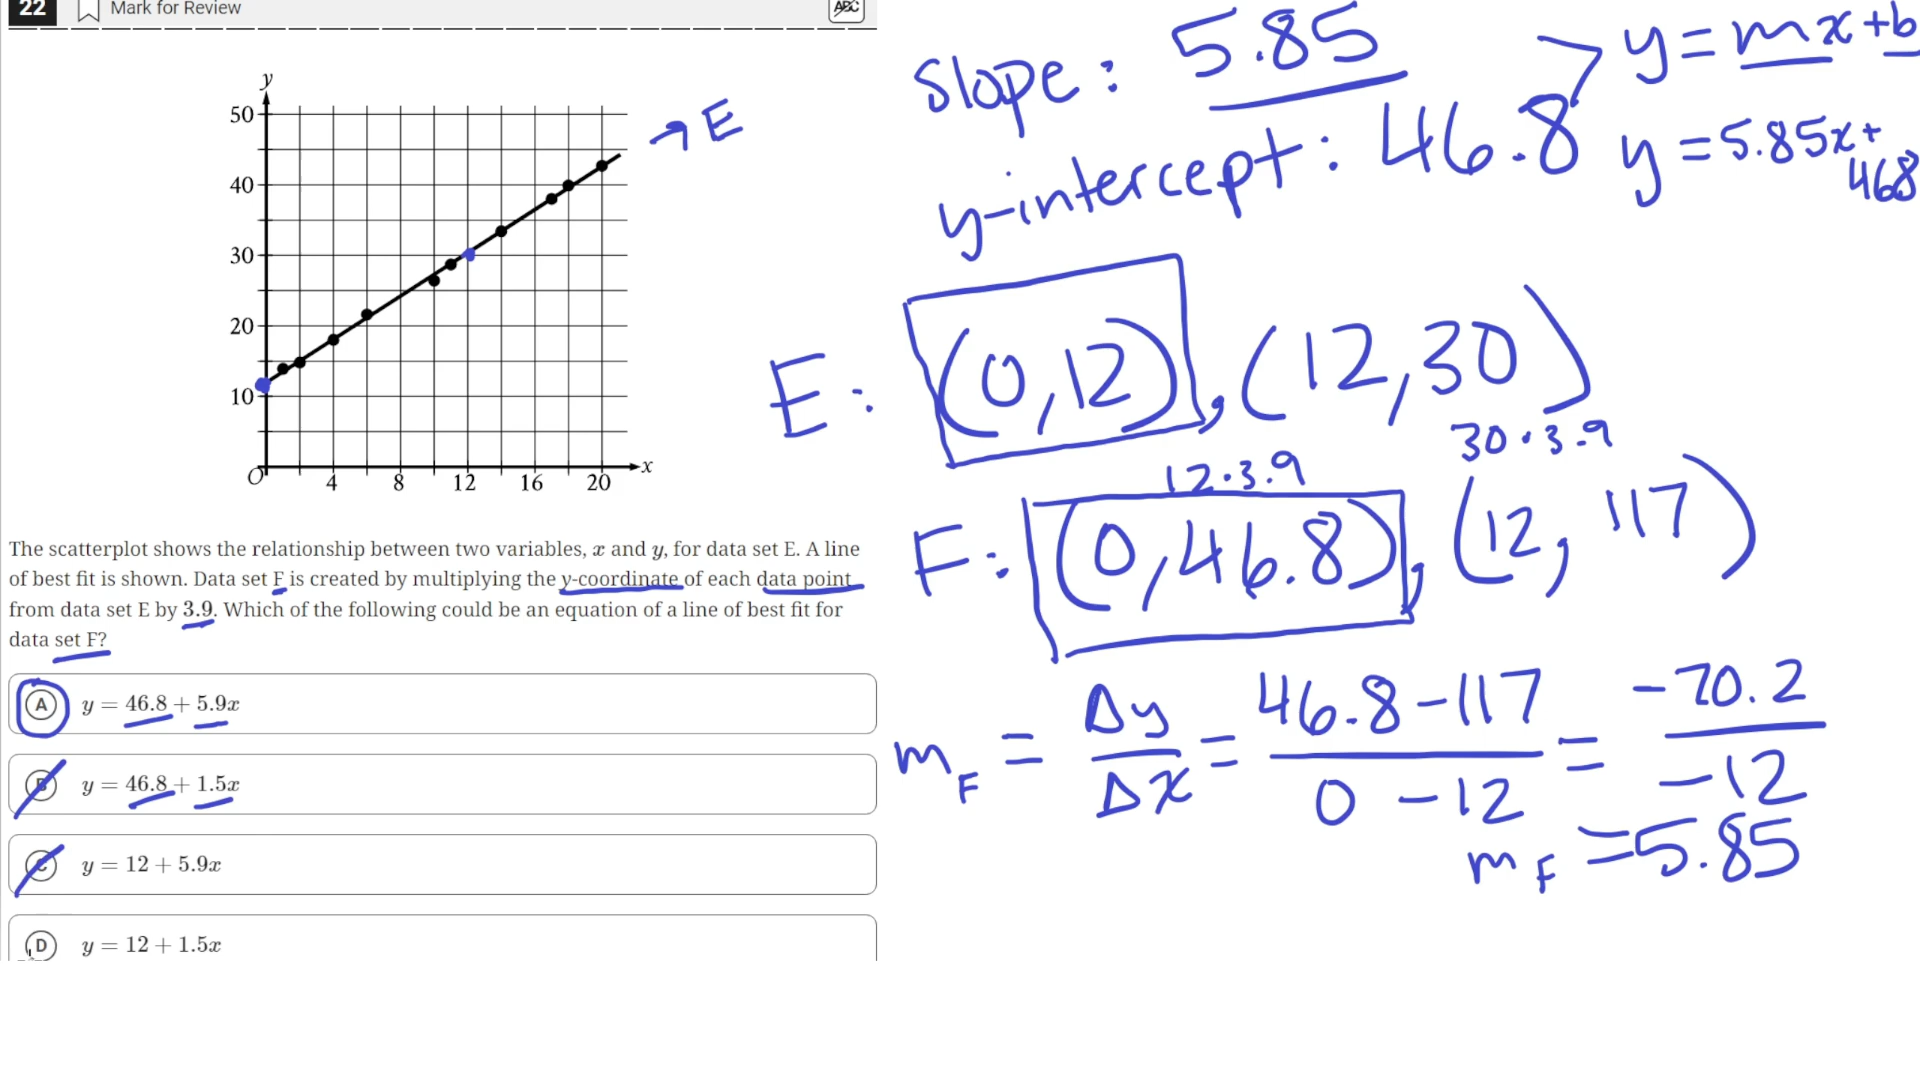 22 Mark for Review ABC
y
50
40
30
20
10
O 4 8 12 16 20 x
→ E
The scatterplot shows the relationship between two variables, x and y, for data set E. A line
of best fit is shown. Data set F is created by multiplying the y-coordinate of each data point
from data set E by 3.9. Which of the following could be an equation of a line of best fit for
data set F?
A y = 46.8 + 5.9x
B y = 46.8 + 1.5x
C y = 12 + 5.9x
D y = 12 + 1.5x
slope: 5.85
y-intercept: 46.8
y = mx + b
y = 5.85x +
468
E: (0,12), (12,30)
12·3.9 30·3.9
F: (0,46.8), (12, 117)
m_F = Δy/Δx = (46.8-117)/(0-12) = -70.2/-12
m_F = 5.85